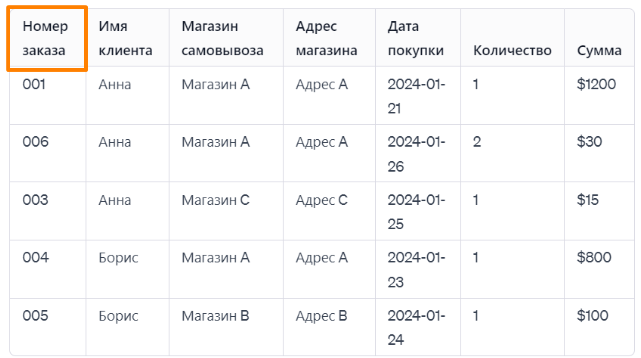 Номер заказа | Имя клиента | Магазин самовывоза | Адрес магазина | Дата покупки | Количество | Сумма
001 | Анна | Магазин A | Адрес A | 2024-01-21 | 1 | $1200
006 | Анна | Магазин A | Адрес A | 2024-01-26 | 2 | $30
003 | Анна | Магазин C | Адрес C | 2024-01-25 | 1 | $15
004 | Борис | Магазин A | Адрес A | 2024-01-23 | 1 | $800
005 | Борис | Магазин B | Адрес B | 2024-01-24 | 1 | $100